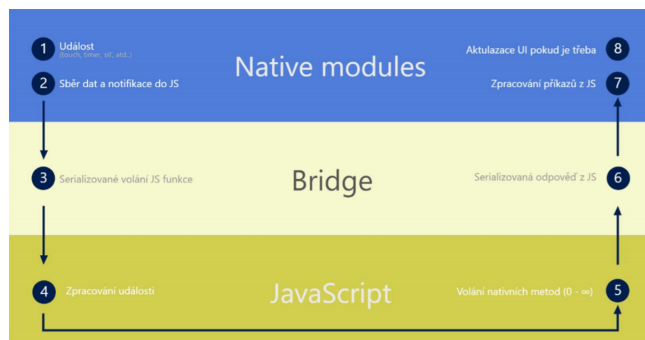 1 Událost
(touch, timer, síť, atd..)
2 Sběr dat a notifikace do JS
Native modules
Aktulazace UI pokud je třeba 8
Zpracování příkazů z JS 7
3 Serializované volání JS funkce
Bridge
Serializovaná odpověď z JS 6
4 Zpracování události
JavaScript
Volání nativních metod (0 - ∞) 5